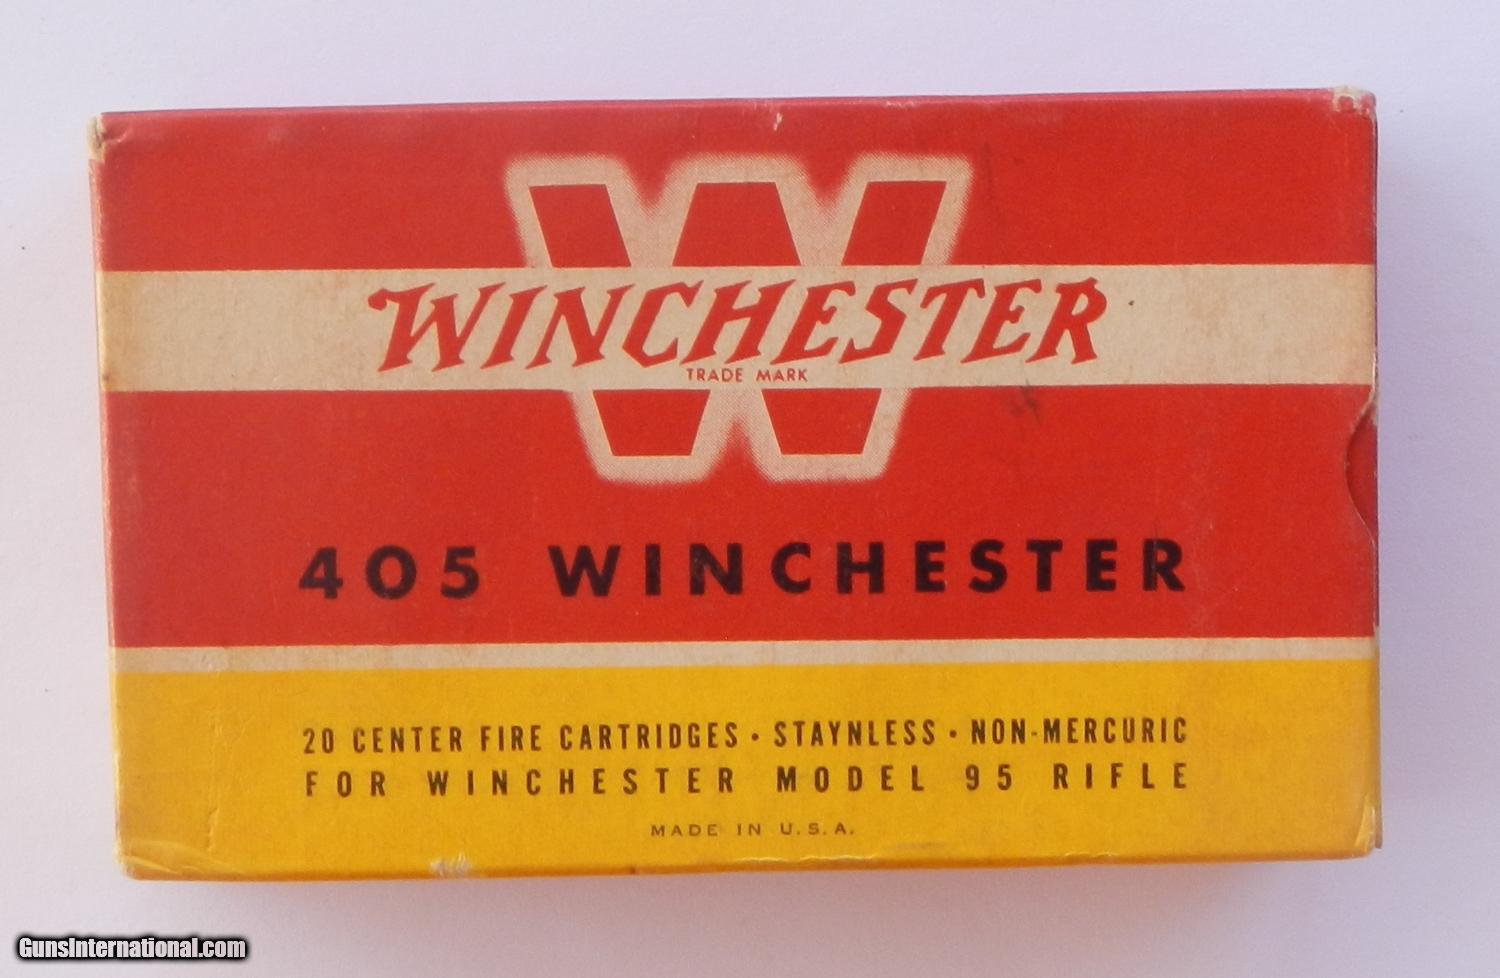 WINCHESTER
TRADE MARK
405 WINCHESTER
20 CENTER FIRE CARTRIDGES · STAYNLESS · NON-MERCURIC
FOR WINCHESTER MODEL 95 RIFLE
MADE IN U.S.A.
GunsInternational.com